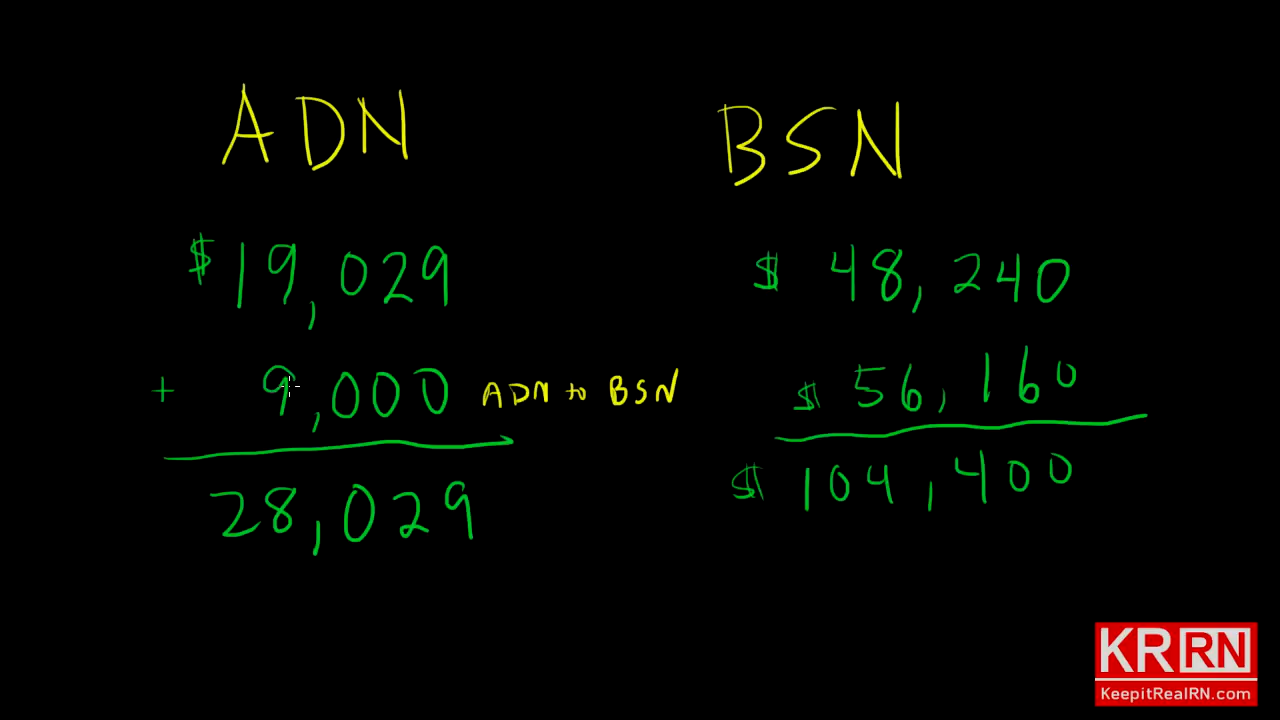 ADN
$19,029
+ 9,000 ADN to BSN
28,029
BSN
$ 48,240
$ 56,160
$ 104,400
KRRN
KeepitRealRN.com